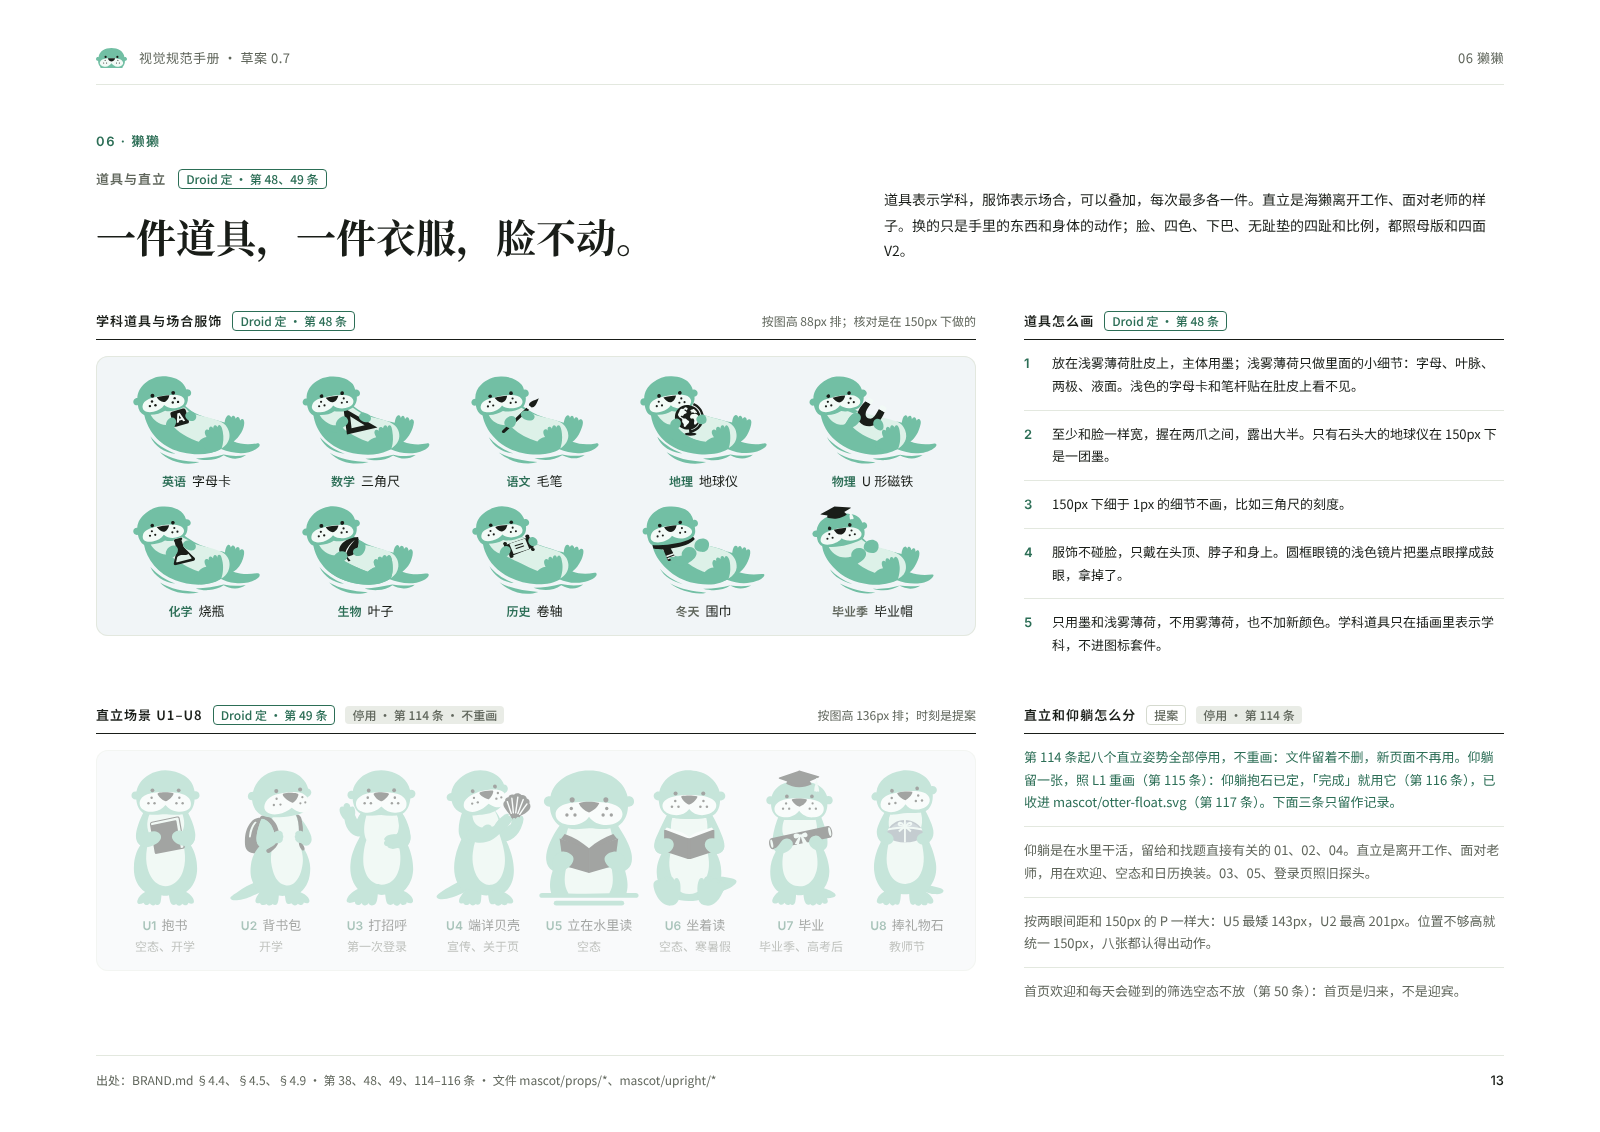 视觉规范手册 · 草案 0.7
06 獭獭
06 · 獭獭
道具与直立 Droid 定 · 第 48、49 条
一件道具，一件衣服，脸不动。
道具表示学科，服饰表示场合，可以叠加，每次最多各一件。直立是海獭离开工作、面对老师的样
子。换的只是手里的东西和身体的动作；脸、四色、下巴、无趾垫的四趾和比例，都照母版和四面
V2。
学科道具与场合服饰 Droid 定 · 第 48 条
按图高 88px 排；核对是在 150px 下做的
A
英语 字母卡
数学 三角尺
语文 毛笔
地理 地球仪
物理 U 形磁铁
化学 烧瓶
生物 叶子
历史 卷轴
冬天 围巾
毕业季 毕业帽
道具怎么画 Droid 定 · 第 48 条
1 放在浅雾薄荷肚皮上，主体用墨；浅雾薄荷只做里面的小细节：字母、叶脉、
两极、液面。浅色的字母卡和笔杆贴在肚皮上看不见。
2 至少和脸一样宽，握在两爪之间，露出大半。只有石头大的地球仪在 150px 下
是一团墨。
3 150px 下细于 1px 的细节不画，比如三角尺的刻度。
4 服饰不碰脸，只戴在头顶、脖子和身上。圆框眼镜的浅色镜片把墨点眼撑成鼓
眼，拿掉了。
5 只用墨和浅雾薄荷，不用雾薄荷，也不加新颜色。学科道具只在插画里表示学
科，不进图标套件。
直立场景 U1–U8 Droid 定 · 第 49 条 停用 · 第 114 条 · 不重画
按图高 136px 排；时刻是提案
U1 抱书
空态、开学
U2 背书包
开学
U3 打招呼
第一次登录
U4 端详贝壳
宣传、关于页
U5 立在水里读
空态
U6 坐着读
空态、寒暑假
U7 毕业
毕业季、高考后
U8 捧礼物石
教师节
直立和仰躺怎么分 提案 停用 · 第 114 条
第 114 条起八个直立姿势全部停用，不重画：文件留着不删，新页面不再用。仰躺
留一张，照 L1 重画（第 115 条）：仰躺抱石已定，「完成」就用它（第 116 条），已
收进 mascot/otter-float.svg（第 117 条）。下面三条只留作记录。
仰躺是在水里干活，留给和找题直接有关的 01、02、04。直立是离开工作、面对老
师，用在欢迎、空态和日历换装。03、05、登录页照旧探头。
按两眼间距和 150px 的 P 一样大：U5 最矮 143px，U2 最高 201px。位置不够高就
统一 150px，八张都认得出动作。
首页欢迎和每天会碰到的筛选空态不放（第 50 条）：首页是归来，不是迎宾。
出处：BRAND.md §4.4、§4.5、§4.9 · 第 38、48、49、114–116 条 · 文件 mascot/props/*、mascot/upright/*
13